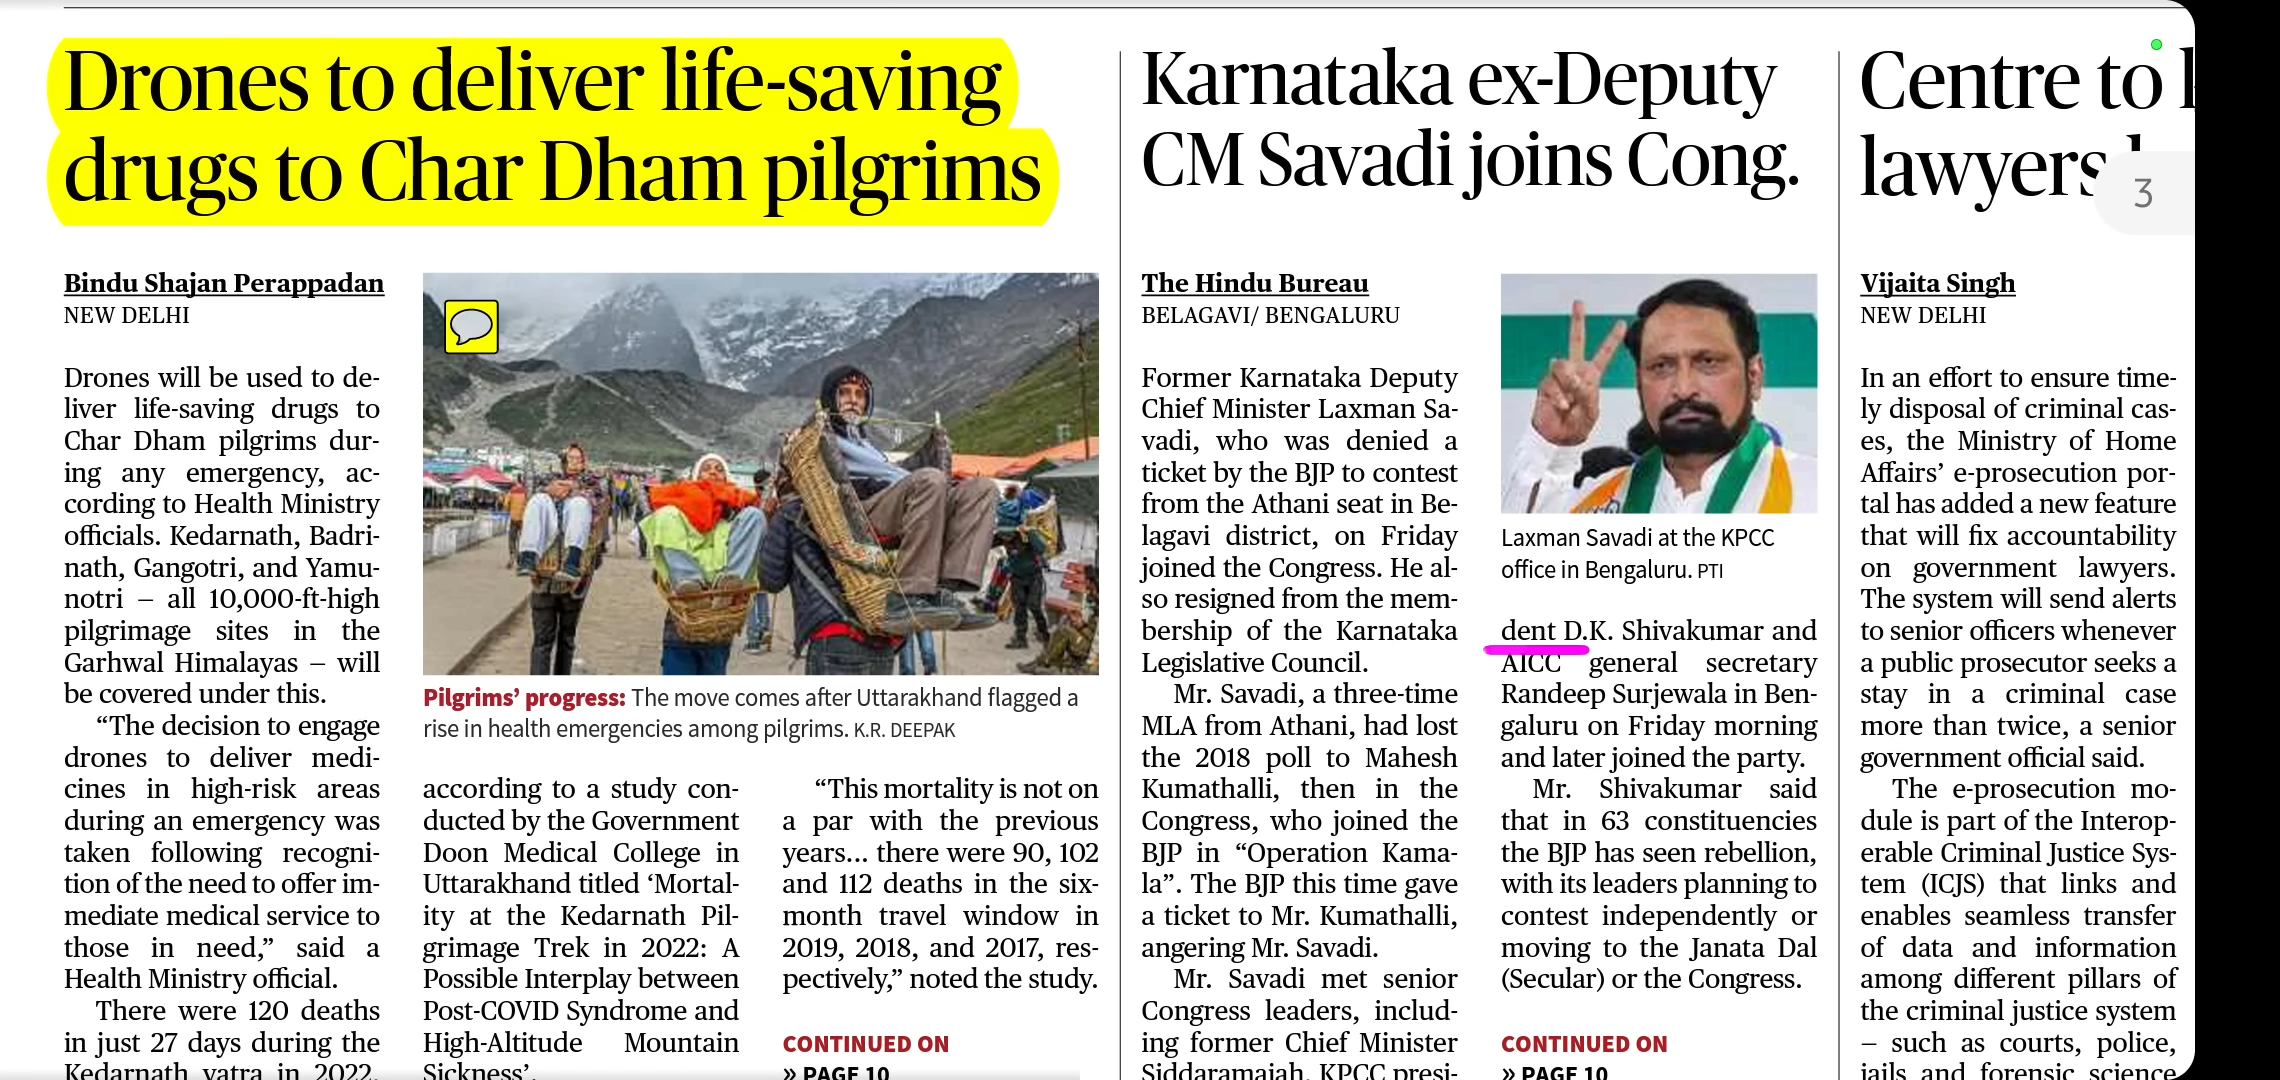 Drones to deliver life-saving
drugs to Char Dham pilgrims
Bindu Shajan Perappadan
NEW DELHI
Drones will be used to de-
liver life-saving drugs to
Char Dham pilgrims dur-
ing any emergency, ac-
cording to Health Ministry
officials. Kedarnath, Badri-
nath, Gangotri, and Yamu-
notri — all 10,000-ft-high
pilgrimage sites in the
Garhwal Himalayas — will
be covered under this.
“The decision to engage
drones to deliver medi-
cines in high-risk areas
during an emergency was
taken following recogni-
tion of the need to offer im-
mediate medical service to
those in need,” said a
Health Ministry official.
There were 120 deaths
in just 27 days during the
Kedarnath yatra in 2022,
Pilgrims’ progress: The move comes after Uttarakhand flagged a
rise in health emergencies among pilgrims. K.R. DEEPAK
according to a study con-
ducted by the Government
Doon Medical College in
Uttarakhand titled ‘Mortal-
ity at the Kedarnath Pil-
grimage Trek in 2022: A
Possible Interplay between
Post-COVID Syndrome and
High-Altitude Mountain
Sickness’.
“This mortality is not on
a par with the previous
years... there were 90, 102
and 112 deaths in the six-
month travel window in
2019, 2018, and 2017, res-
pectively,” noted the study.
CONTINUED ON
» PAGE 10
Karnataka ex-Deputy
CM Savadi joins Cong.
The Hindu Bureau
BELAGAVI/ BENGALURU
Former Karnataka Deputy
Chief Minister Laxman Sa-
vadi, who was denied a
ticket by the BJP to contest
from the Athani seat in Be-
lagavi district, on Friday
joined the Congress. He al-
so resigned from the mem-
bership of the Karnataka
Legislative Council.
Mr. Savadi, a three-time
MLA from Athani, had lost
the 2018 poll to Mahesh
Kumathalli, then in the
Congress, who joined the
BJP in “Operation Kama-
la”. The BJP this time gave
a ticket to Mr. Kumathalli,
angering Mr. Savadi.
Mr. Savadi met senior
Congress leaders, includ-
ing former Chief Minister
Siddaramaiah, KPCC presi-
Laxman Savadi at the KPCC
office in Bengaluru. PTI
dent D.K. Shivakumar and
AICC general secretary
Randeep Surjewala in Ben-
galuru on Friday morning
and later joined the party.
Mr. Shivakumar said
that in 63 constituencies
the BJP has seen rebellion,
with its leaders planning to
contest independently or
moving to the Janata Dal
(Secular) or the Congress.
CONTINUED ON
» PAGE 10
Centre to
lawyers
3
Vijaita Singh
NEW DELHI
In an effort to ensure time-
ly disposal of criminal cas-
es, the Ministry of Home
Affairs’ e-prosecution por-
tal has added a new feature
that will fix accountability
on government lawyers.
The system will send alerts
to senior officers whenever
a public prosecutor seeks a
stay in a criminal case
more than twice, a senior
government official said.
The e-prosecution mo-
dule is part of the Interop-
erable Criminal Justice Sys-
tem (ICJS) that links and
enables seamless transfer
of data and information
among different pillars of
the criminal justice system
— such as courts, police,
jails and forensic science